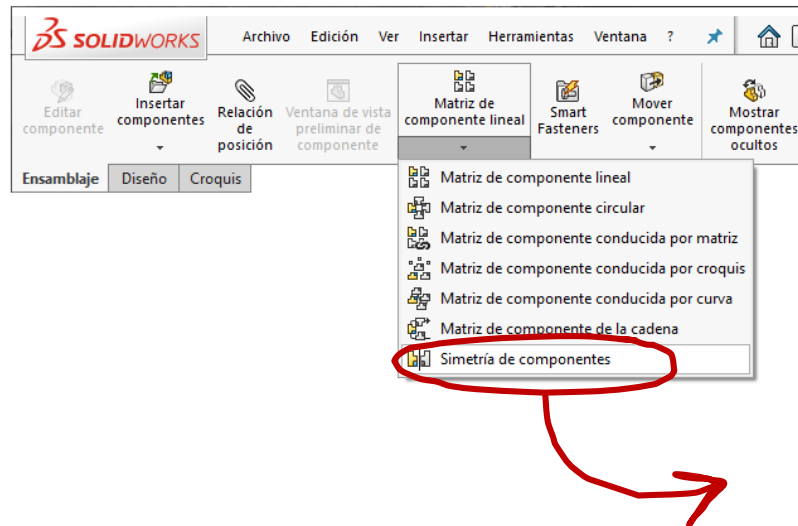 SOLIDWORKS Archivo Edición Ver Insertar Herramientas Ventana ?
Editar componente
Insertar componentes
Relación de posición
Ventana de vista preliminar de componente
Matriz de componente lineal
Smart Fasteners
Mover componente
Mostrar componentes ocultos
Ensamblaje Diseño Croquis
Matriz de componente lineal
Matriz de componente circular
Matriz de componente conducida por matriz
Matriz de componente conducida por croquis
Matriz de componente conducida por curva
Matriz de componente de la cadena
Simetría de componentes